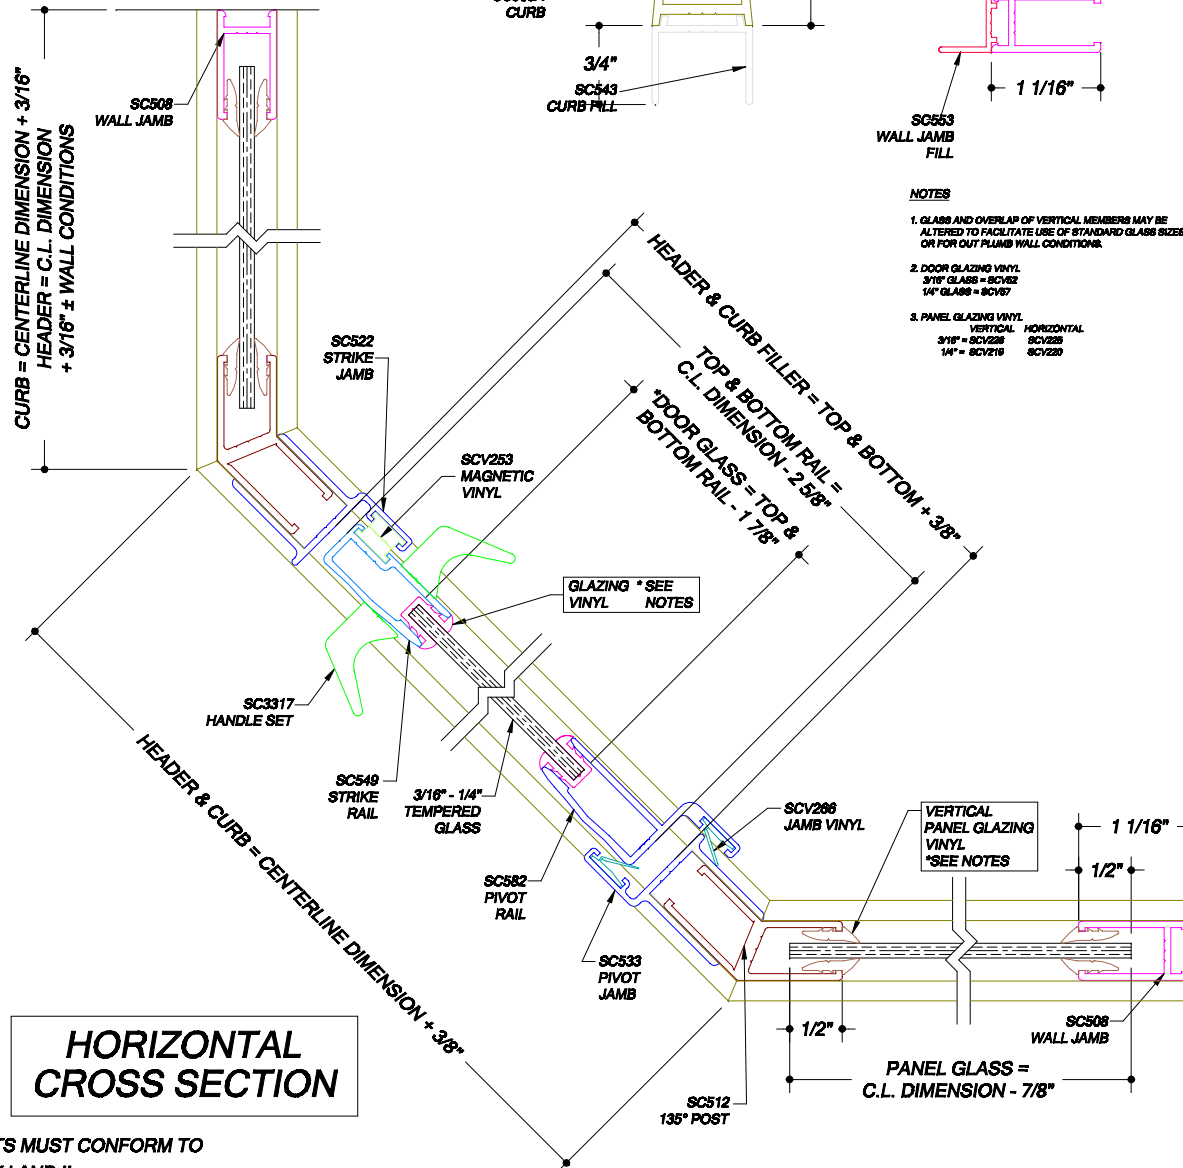 CURB
3/4"
SC543
CURB FILL
1 1/16"
SC553
WALL JAMB
FILL
SC508
WALL JAMB
CURB = CENTERLINE DIMENSION + 3/16"
HEADER = C.L. DIMENSION
+ 3/16" ± WALL CONDITIONS
NOTES
1. GLASS AND OVERLAP OF VERTICAL MEMBERS MAY BE
ALTERED TO FACILITATE USE OF STANDARD GLASS SIZES
OR FOR OUT PLUMB WALL CONDITIONS.
2. DOOR GLAZING VINYL
3/16" GLASS = SCV62
1/4" GLASS = SCV67
3. PANEL GLAZING VINYL
VERTICAL HORIZONTAL
3/16" = SCV226 SCV225
1/4" = SCV219 SCV220
HEADER & CURB FILLER = TOP & BOTTOM + 3/8"
TOP & BOTTOM RAIL =
C.L. DIMENSION - 2 5/8"
*DOOR GLASS = TOP &
BOTTOM RAIL - 1 7/8"
SC522
STRIKE
JAMB
SCV253
MAGNETIC
VINYL
GLAZING * SEE
VINYL NOTES
SC3317
HANDLE SET
SC549
STRIKE
RAIL
3/16" - 1/4"
TEMPERED
GLASS
HEADER & CURB = CENTERLINE DIMENSION + 3/8"
SCV266
JAMB VINYL
VERTICAL
PANEL GLAZING
VINYL
*SEE NOTES
1 1/16"
1/2"
SC582
PIVOT
RAIL
SC533
PIVOT
JAMB
1/2"
SC508
WALL JAMB
PANEL GLASS =
C.L. DIMENSION - 7/8"
SC512
135° POST
HORIZONTAL
CROSS SECTION
TS MUST CONFORM TO